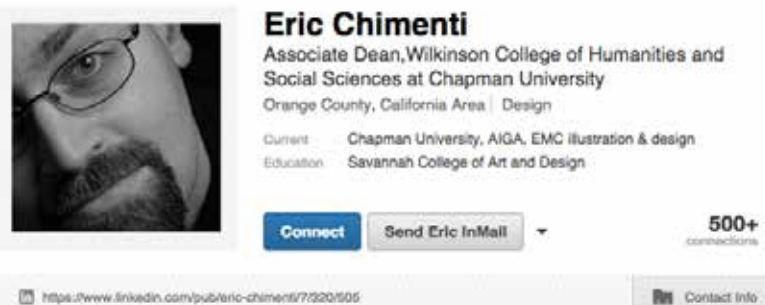 Eric Chimenti
Associate Dean,Wilkinson College of Humanities and
Social Sciences at Chapman University
Orange County, California Area | Design
Current Chapman University, AIGA, EMC illustration & design
Education Savannah College of Art and Design
Connect Send Eric InMail 500+
connections
https://www.linkedin.com/pub/eric-chimenti/7/320/505 Contact Info